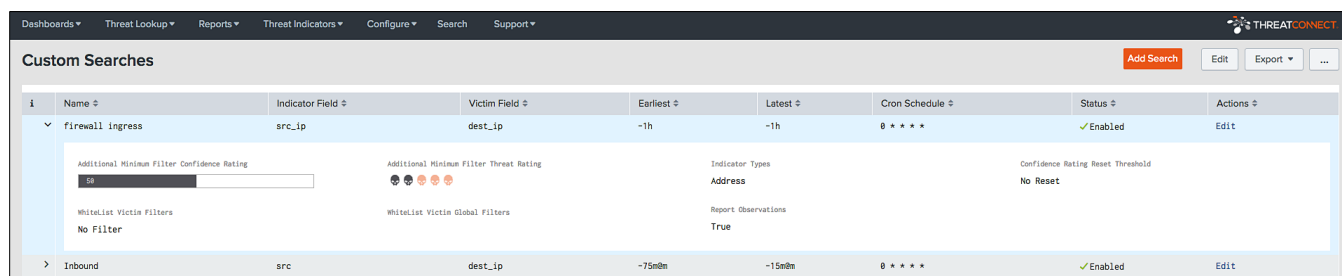 Dashboards Threat Lookup Reports Threat Indicators Configure Search Support THREATCONNECT
Custom Searches Add Search Edit Export ...
i Name Indicator Field Victim Field Earliest Latest Cron Schedule Status Actions
firewall ingress src_ip dest_ip -1h -1h 0 * * * * Enabled Edit
Additional Minimum Filter Confidence Rating Additional Minimum Filter Threat Rating Indicator Types Confidence Rating Reset Threshold
50 Address No Reset
WhiteList Victim Filters WhiteList Victim Global Filters Report Observations
No Filter True
Inbound src dest_ip -75m@m -15m@m 0 * * * * Enabled Edit